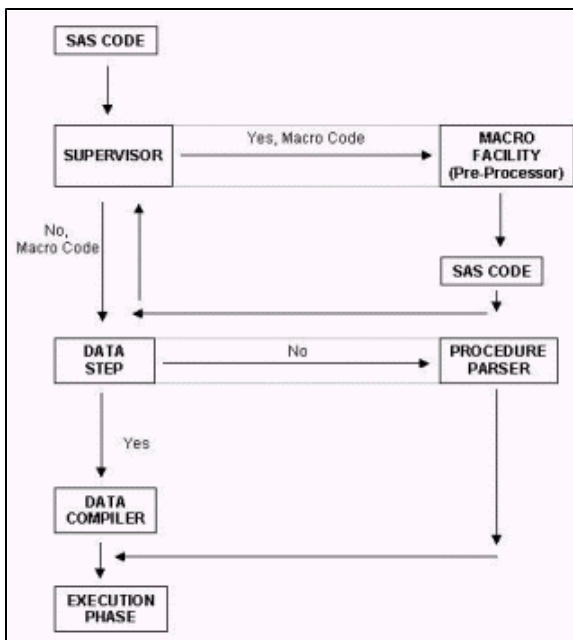 SAS CODE
SUPERVISOR
Yes, Macro Code
MACRO
FACILITY
(Pre-Processor)
No,
Macro Code
SAS CODE
DATA
STEP
No
PROCEDURE
PARSER
Yes
DATA
COMPILER
EXECUTION
PHASE